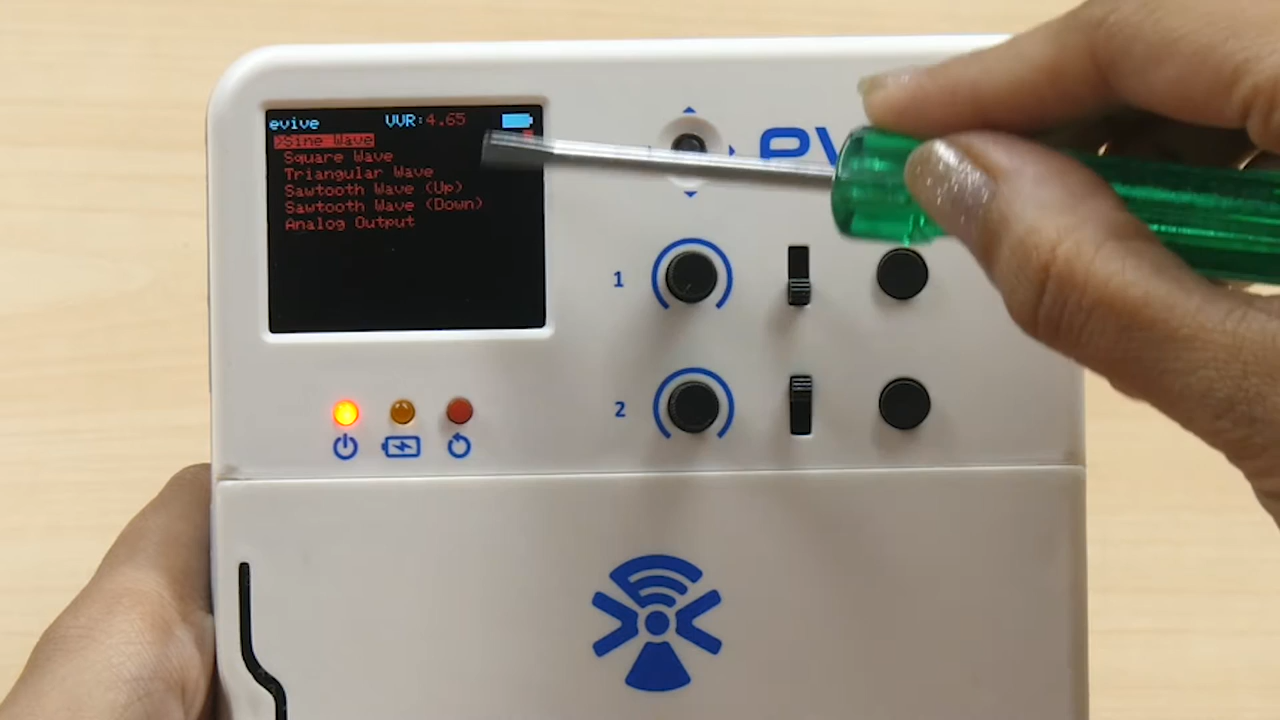 evive VVR:4.65
>Sine Wave
Square Wave
Triangular Wave
Sawtooth Wave (Up)
Sawtooth Wave (Down)
Analog Output
1
2